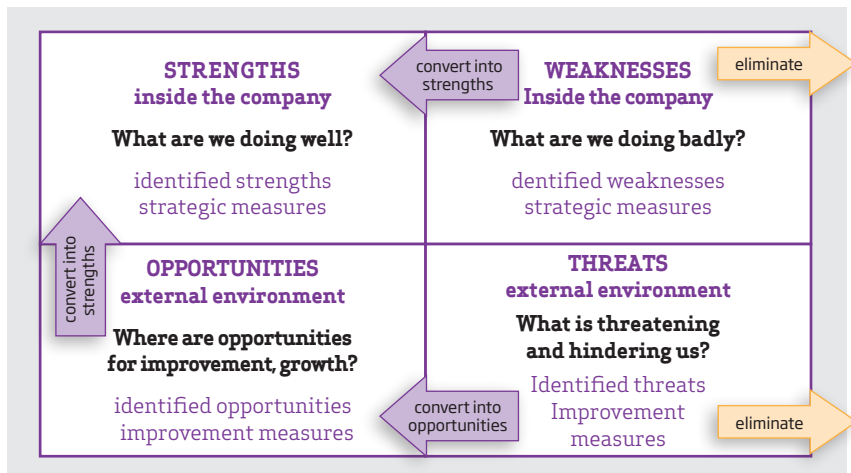 STRENGTHS
inside the company
What are we doing well?
identified strengths
strategic measures
convert into
strengths
WEAKNESSES
Inside the company
What are we doing badly?
dentified weaknesses
strategic measures
eliminate
convert into
strengths
OPPORTUNITIES
external environment
Where are opportunities
for improvement, growth?
identified opportunities
improvement measures
convert into
opportunities
THREATS
external environment
What is threatening
and hindering us?
Identified threats
Improvement
measures
eliminate